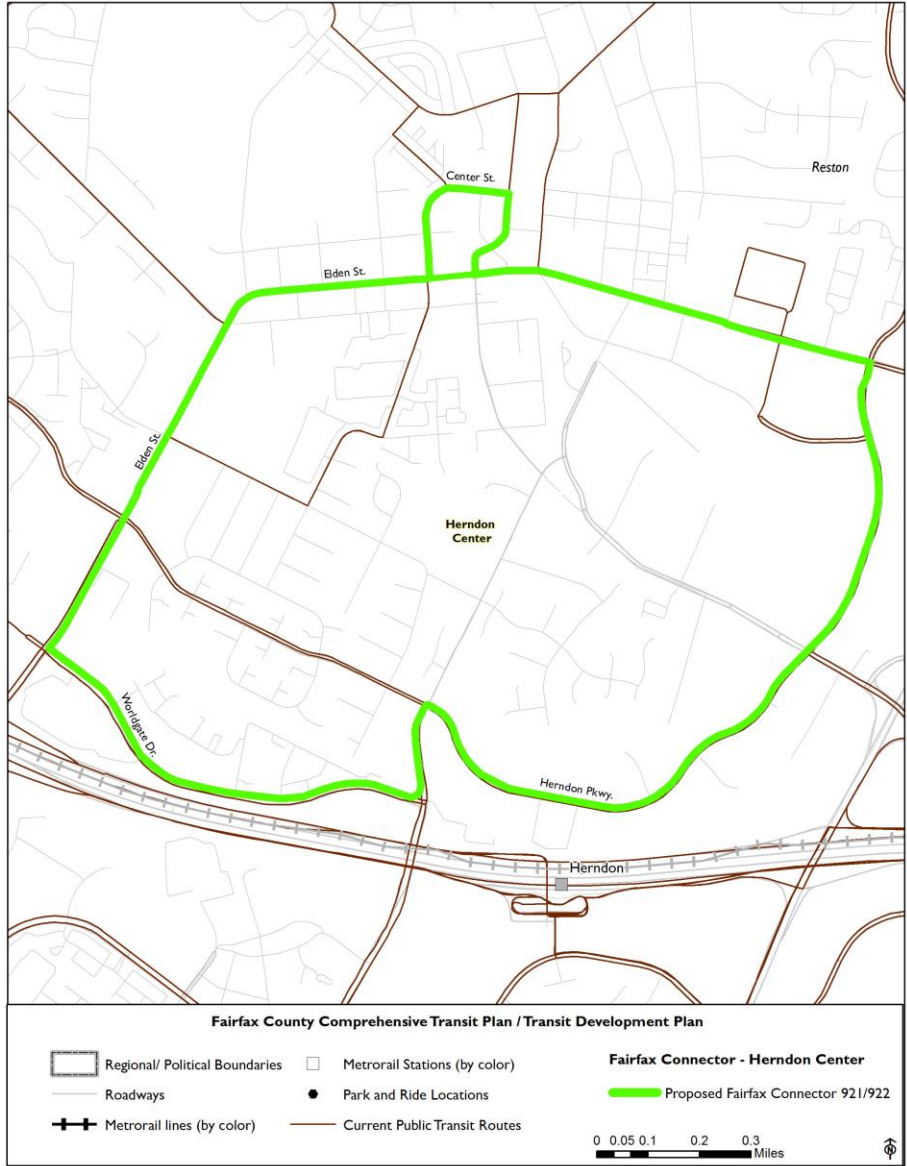 Center St.
Reston
Elden St.
Elden St.
Herndon
Center
Worldgate Dr.
Herndon Pkwy.
Herndon
Fairfax County Comprehensive Transit Plan / Transit Development Plan
Regional/ Political Boundaries
Metrorail Stations (by color)
Fairfax Connector - Herndon Center
Roadways
Park and Ride Locations
Proposed Fairfax Connector 921/922
Metrorail lines (by color)
Current Public Transit Routes
0 0.05 0.1 0.2 0.3
Miles
N